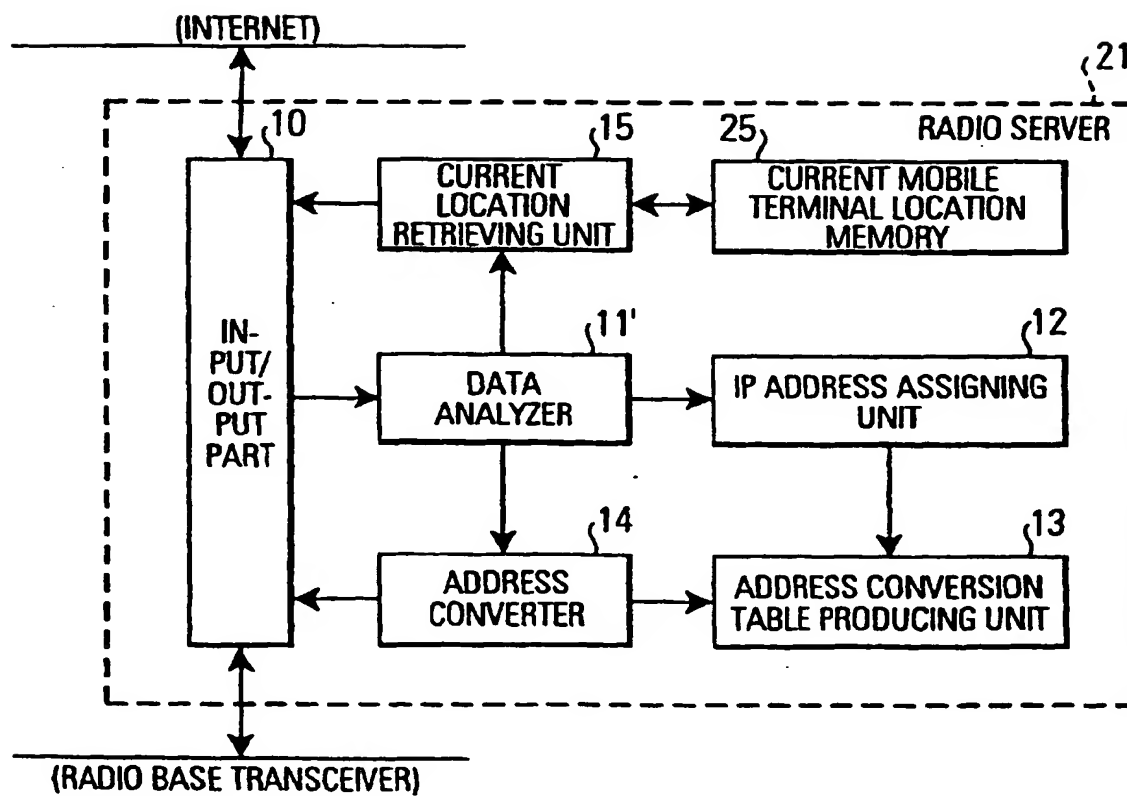 (INTERNET)
21
RADIO SERVER
10
15
25
CURRENT
LOCATION
RETRIEVING UNIT
CURRENT MOBILE
TERMINAL LOCATION
MEMORY
IN-
PUT/
OUT-
PUT
PART
11'
12
DATA
ANALYZER
IP ADDRESS ASSIGNING
UNIT
14
13
ADDRESS
CONVERTER
ADDRESS CONVERSION
TABLE PRODUCING UNIT
(RADIO BASE TRANSCEIVER)